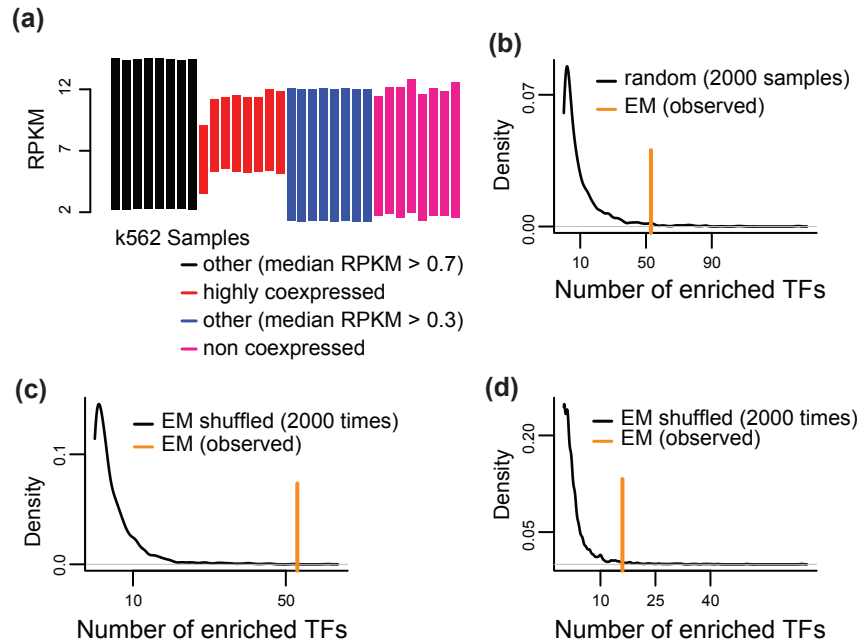 (a)
12
7
2
RPKM
k562 Samples
other (median RPKM > 0.7)
highly coexpressed
other (median RPKM > 0.3)
non coexpressed
(b)
random (2000 samples)
EM (observed)
0.07
0.00
Density
10 50 90
Number of enriched TFs
(c)
EM shuffled (2000 times)
EM (observed)
0.1
0.0
Density
10 50
Number of enriched TFs
(d)
EM shuffled (2000 times)
EM (observed)
0.20
0.05
Density
10 25 40
Number of enriched TFs